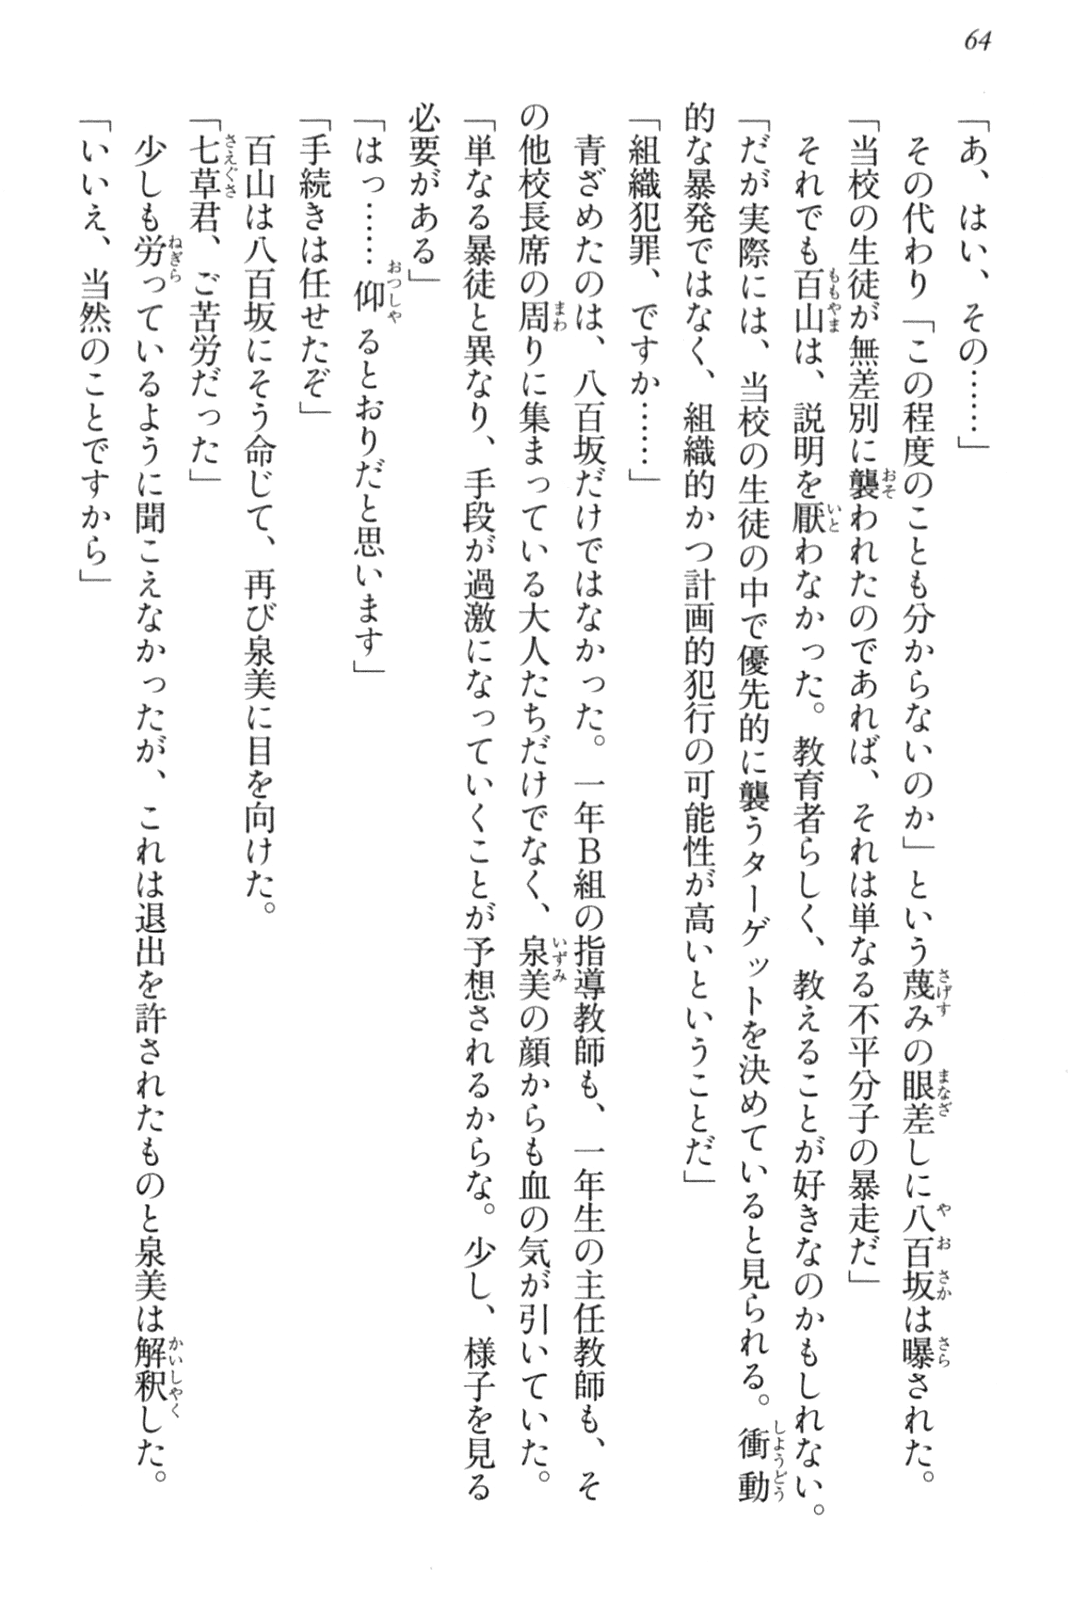 64
「あ、はい、その……」
その代わり「この程度のことも分からないのか」という蔑みの眼差しに八百坂は曝された。
「当校の生徒が無差別に襲われたのであれば、それは単なる不平分子の暴走だ」
それでも百山は、説明を厭わなかった。教育者らしく、教えることが好きなのかもしれない。
「だが実際には、当校の生徒の中で優先的に襲うターゲットを決めていると見られる。衝動
的な暴発ではなく、組織的かつ計画的犯行の可能性が高いということだ」
「組織犯罪、ですか……」
青ざめたのは、八百坂だけではなかった。一年B組の指導教師も、一年生の主任教師も、そ
の他校長席の周りに集まっている大人たちだけでなく、泉美の顔からも血の気が引いていた。
「単なる暴徒と異なり、手段が過激になっていくことが予想されるからな。少し、様子を見る
必要がある」
「はっ……仰るとおりだと思います」
「手続きは任せたぞ」
百山は八百坂にそう命じて、再び泉美に目を向けた。
「七草君、ご苦労だった」
少しも労っているように聞こえなかったが、これは退出を許されたものと泉美は解釈した。
「いいえ、当然のことですから」